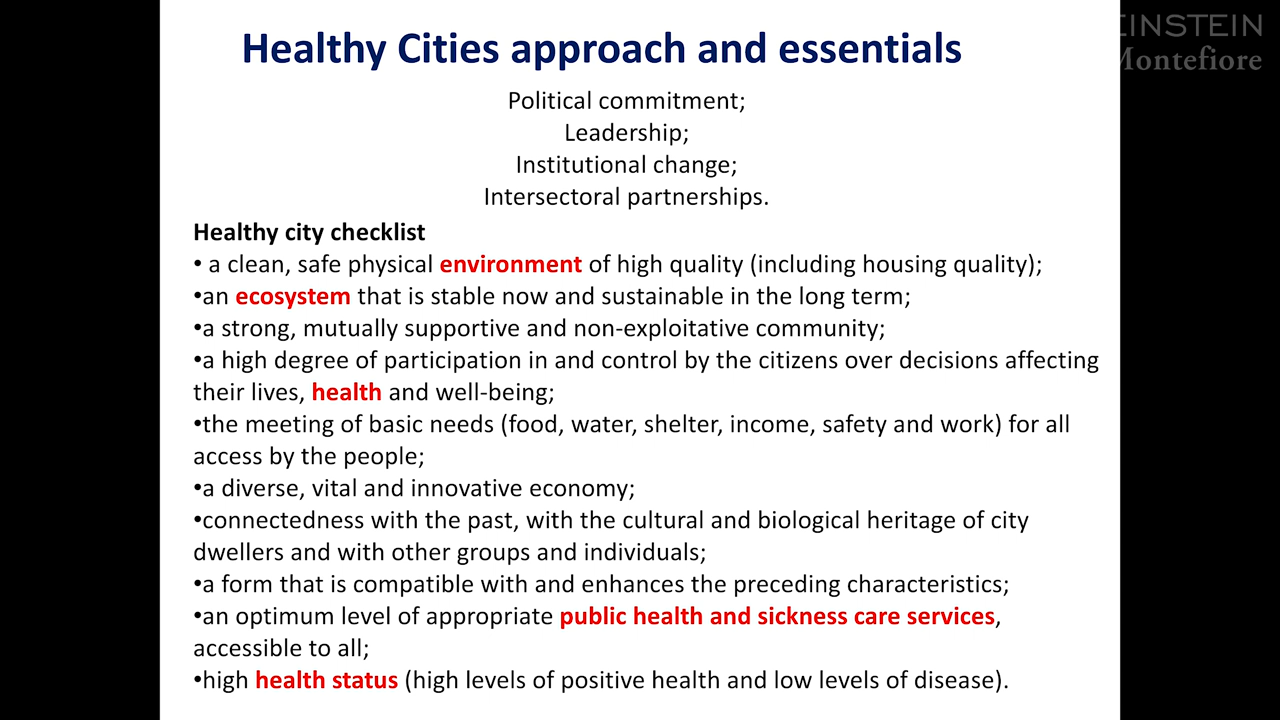 Healthy Cities approach and essentials
EINSTEIN
Montefiore
Political commitment;
Leadership;
Institutional change;
Intersectoral partnerships.
Healthy city checklist
• a clean, safe physical environment of high quality (including housing quality);
•an ecosystem that is stable now and sustainable in the long term;
•a strong, mutually supportive and non-exploitative community;
•a high degree of participation in and control by the citizens over decisions affecting
their lives, health and well-being;
•the meeting of basic needs (food, water, shelter, income, safety and work) for all
access by the people;
•a diverse, vital and innovative economy;
•connectedness with the past, with the cultural and biological heritage of city
dwellers and with other groups and individuals;
•a form that is compatible with and enhances the preceding characteristics;
•an optimum level of appropriate public health and sickness care services,
accessible to all;
•high health status (high levels of positive health and low levels of disease).